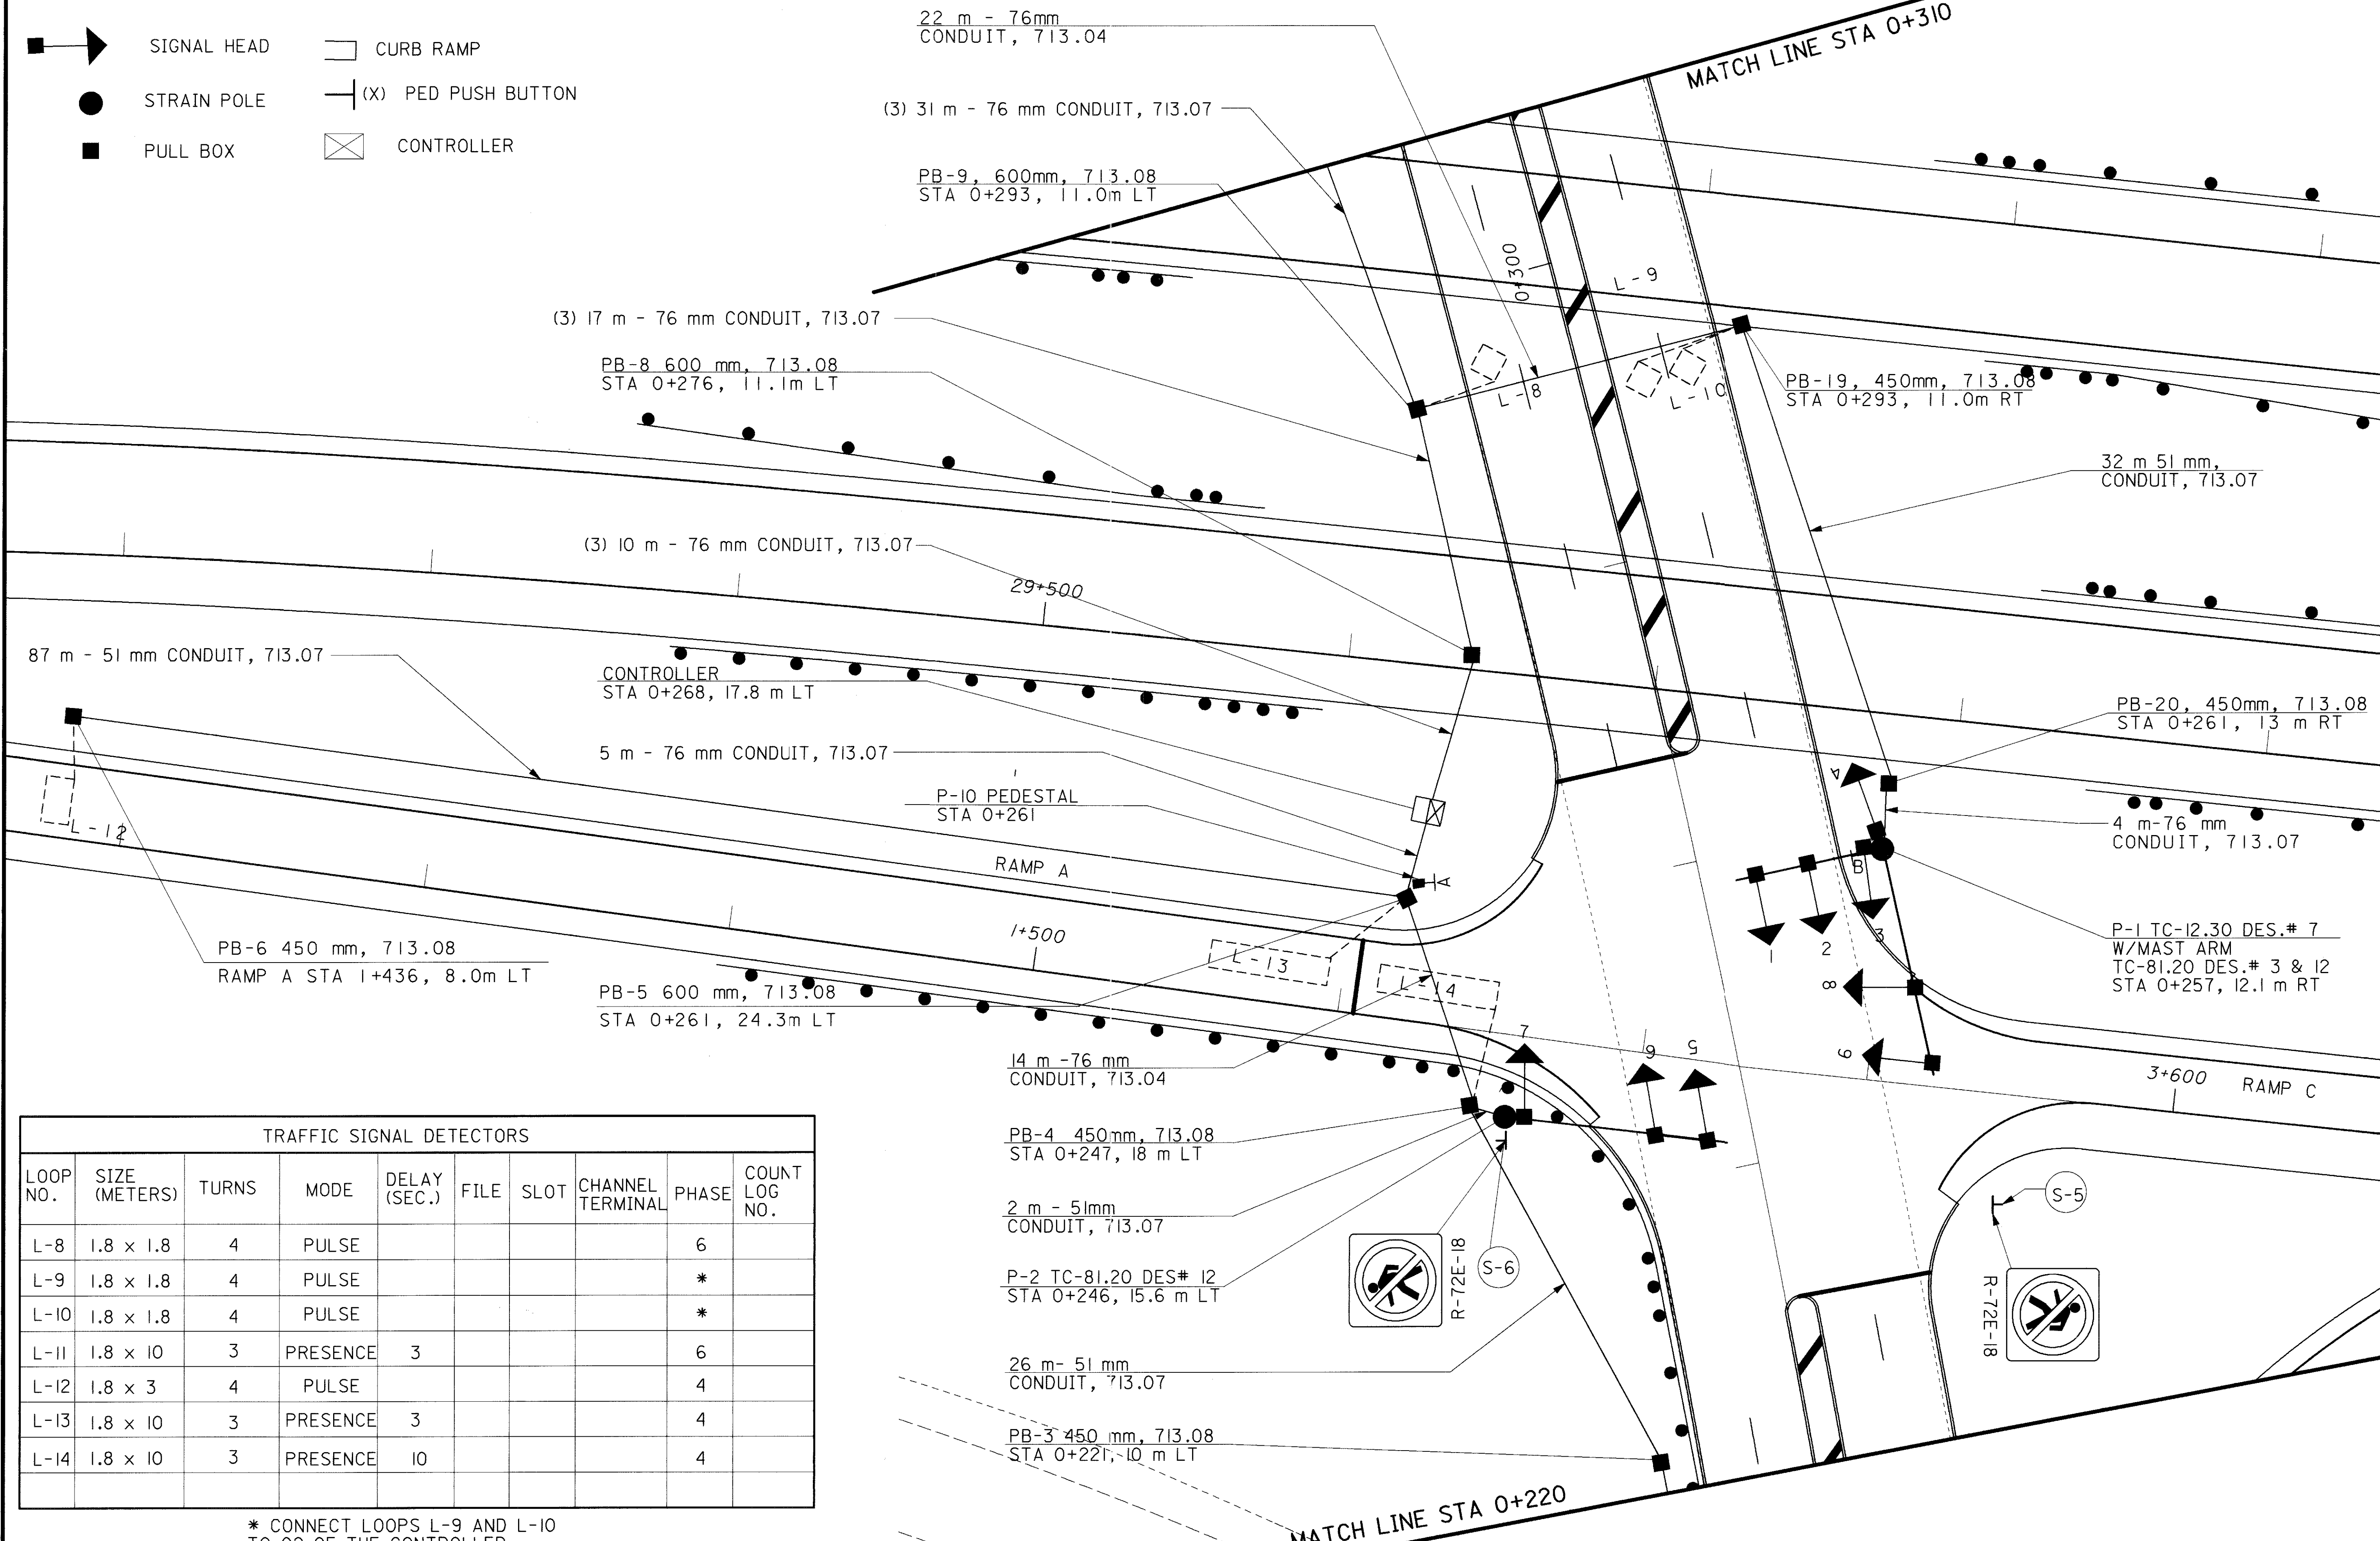 SIGNAL HEAD
CURB RAMP
STRAIN POLE
(X) PED PUSH BUTTON
PULL BOX
CONTROLLER
22 m - 76mm
CONDUIT, 713.04
MATCH LINE STA 0+310
(3) 31 m - 76 mm CONDUIT, 713.07
PB-9, 600mm, 713.08
STA 0+293, 11.0m LT
0+300
L-9
(3) 17 m - 76 mm CONDUIT, 713.07
PB-8 600 mm, 713.08
STA 0+276, 11.1m LT
L-8
L-10
PB-19, 450mm, 713.08
STA 0+293, 11.0m RT
32 m 51 mm,
CONDUIT, 713.07
(3) 10 m - 76 mm CONDUIT, 713.07
29+500
87 m - 51 mm CONDUIT, 713.07
CONTROLLER
STA 0+268, 17.8 m LT
PB-20, 450mm, 713.08
STA 0+261, 13 m RT
5 m - 76 mm CONDUIT, 713.07
P-10 PEDESTAL
STA 0+261
A
4 m-76 mm
CONDUIT, 713.07
L-12
RAMP A
A
B
1
2
3
P-1 TC-12.30 DES.# 7
W/MAST ARM
TC-81.20 DES.# 3 & 12
STA 0+257, 12.1 m RT
PB-6 450 mm, 713.08
RAMP A STA 1+436, 8.0m LT
1+500
L-13
L-14
8
PB-5 600 mm, 713.08
STA 0+261, 24.3m LT
7
6
5
9
14 m -76 mm
CONDUIT, 713.04
3+600
RAMP C
PB-4 450mm, 713.08
STA 0+247, 18 m LT
2 m - 51mm
CONDUIT, 713.07
S-5
R-72E-18
S-6
R-72E-18
P-2 TC-81.20 DES# 12
STA 0+246, 15.6 m LT
26 m- 51 mm
CONDUIT, 713.07
PB-3 450 mm, 713.08
STA 0+221, 10 m LT
MATCH LINE STA 0+220
TRAFFIC SIGNAL DETECTORS
LOOP NO. SIZE (METERS) TURNS MODE DELAY (SEC.) FILE SLOT CHANNEL TERMINAL PHASE COUNT LOG NO.
L-8 1.8 x 1.8 4 PULSE 6
L-9 1.8 x 1.8 4 PULSE *
L-10 1.8 x 1.8 4 PULSE *
L-11 1.8 x 10 3 PRESENCE 3 6
L-12 1.8 x 3 4 PULSE 4
L-13 1.8 x 10 3 PRESENCE 3 4
L-14 1.8 x 10 3 PRESENCE 10 4
* CONNECT LOOPS L-9 AND L-10
OF THE CONTROLLER